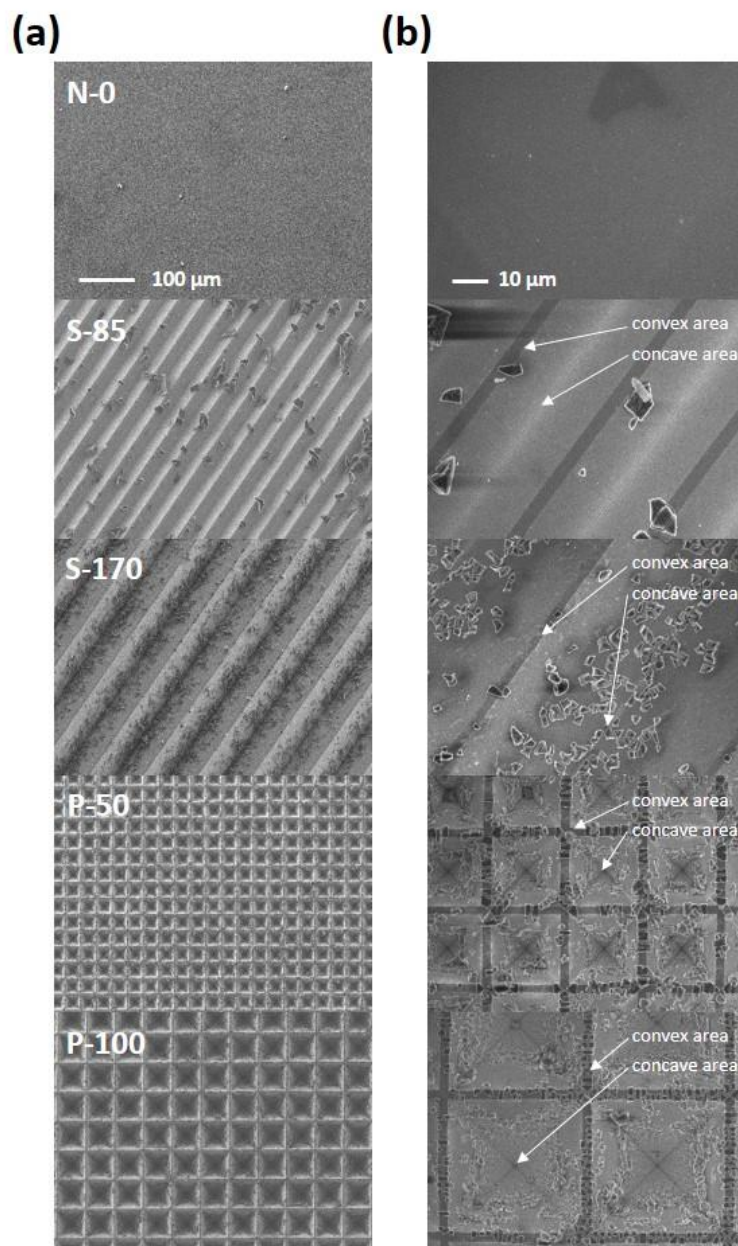 (a) (b)
N-0
100 μm 10 μm
S-85
convex area
concave area
S-170
convex area
concave area
P-50
convex area
concave area
P-100
convex area
concave area